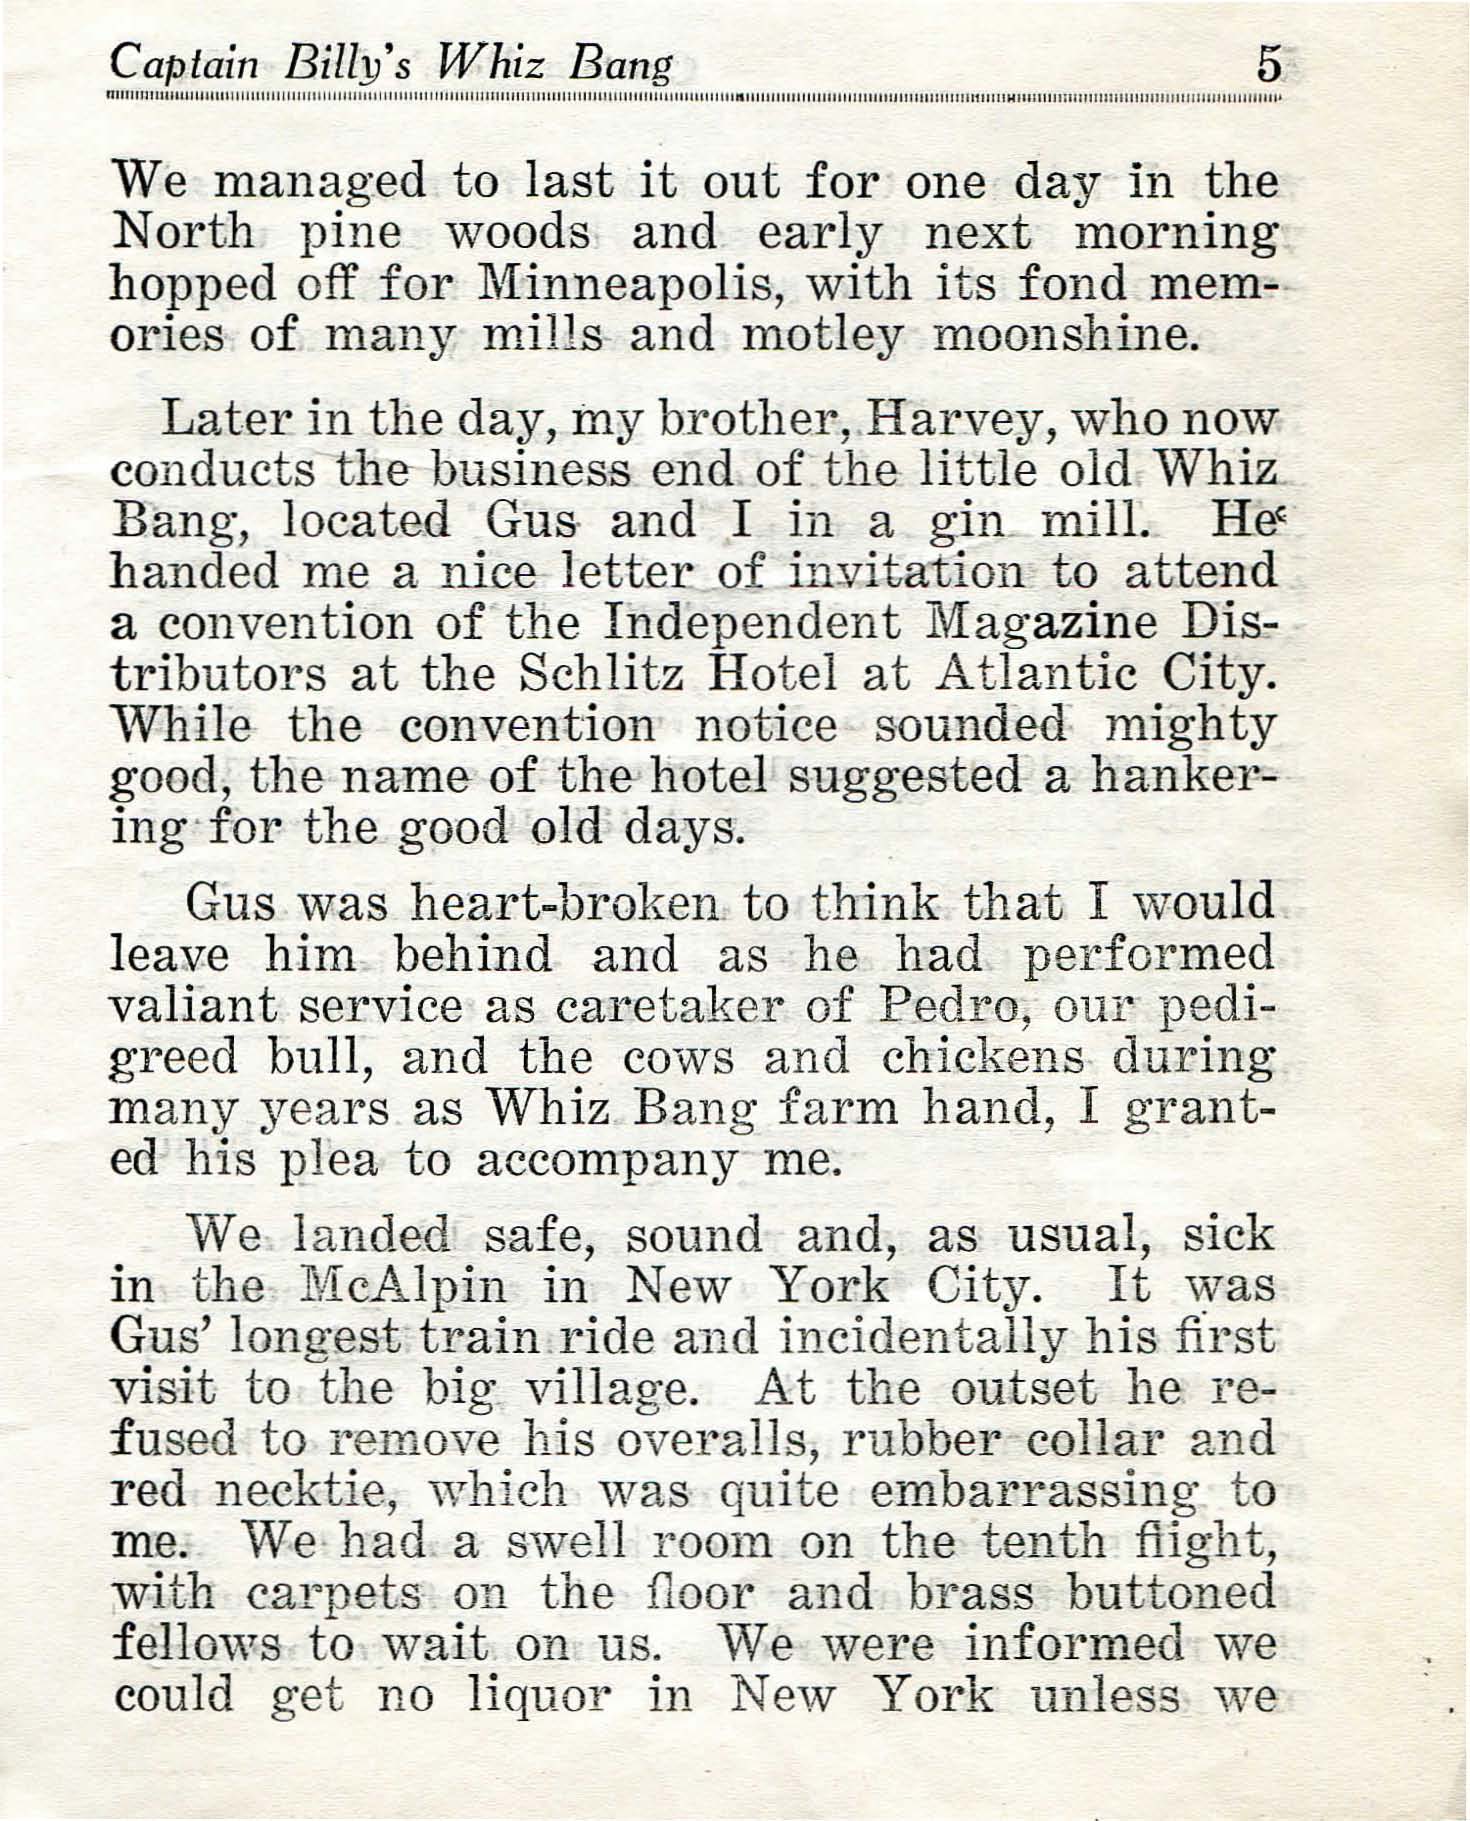 Captain Billy's Whiz Bang 5
We managed to last it out for one day in the
North pine woods and early next morning
hopped off for Minneapolis, with its fond mem-
ories of many mills and motley moonshine.
Later in the day, my brother, Harvey, who now
conducts the business end of the little old Whiz
Bang, located Gus and I in a gin mill. He
handed me a nice letter of invitation to attend
a convention of the Independent Magazine Dis-
tributors at the Schlitz Hotel at Atlantic City.
While the convention notice sounded mighty
good, the name of the hotel suggested a hanker-
ing for the good old days.
Gus was heart-broken to think that I would
leave him behind and as he had performed
valiant service as caretaker of Pedro, our pedi-
greed bull, and the cows and chickens during
many years as Whiz Bang farm hand, I grant-
ed his plea to accompany me.
We landed safe, sound and, as usual, sick
in the McAlpin in New York City. It was
Gus' longest train ride and incidentally his first
visit to the big village. At the outset he re-
fused to remove his overalls, rubber collar and
red necktie, which was quite embarrassing to
me. We had a swell room on the tenth flight,
with carpets on the floor and brass buttoned
fellows to wait on us. We were informed we
could get no liquor in New York unless we